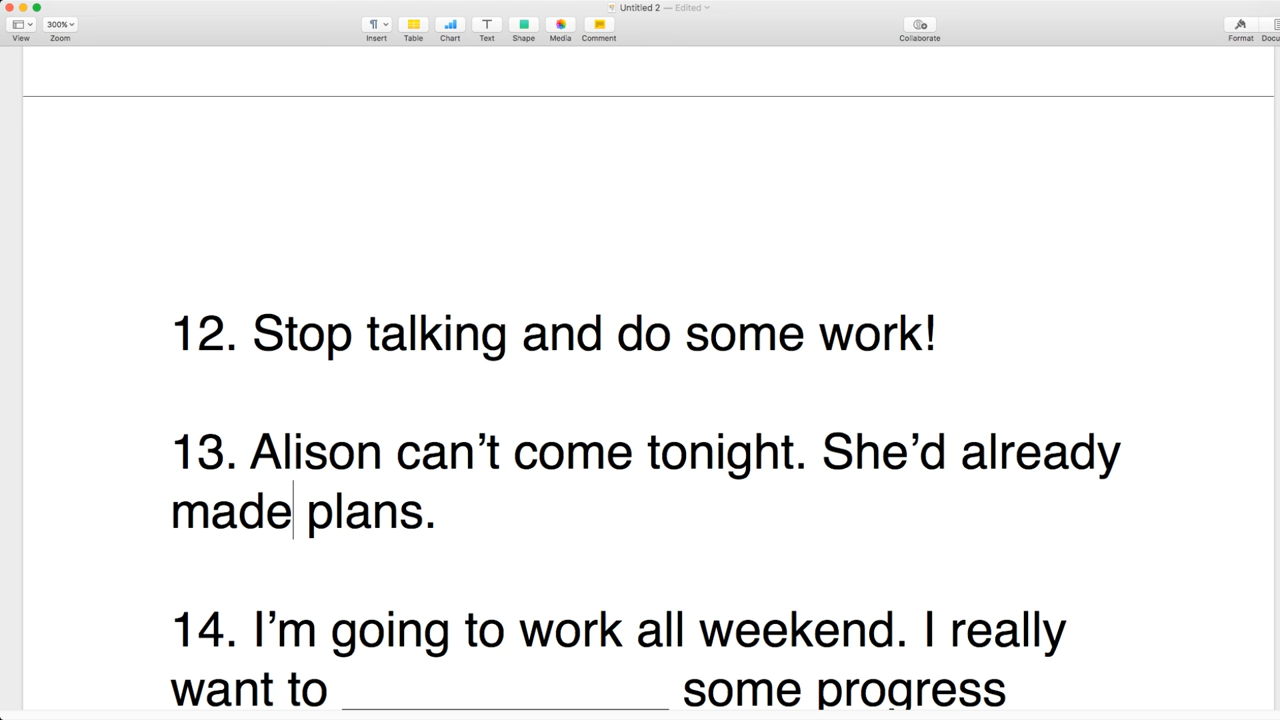 Untitled 2 — Edited
300%
View Zoom Insert Table Chart Text Shape Media Comment Collaborate Format Docu
12. Stop talking and do some work!
13. Alison can’t come tonight. She’d already
made plans.
14. I’m going to work all weekend. I really
want to ____________ some progress